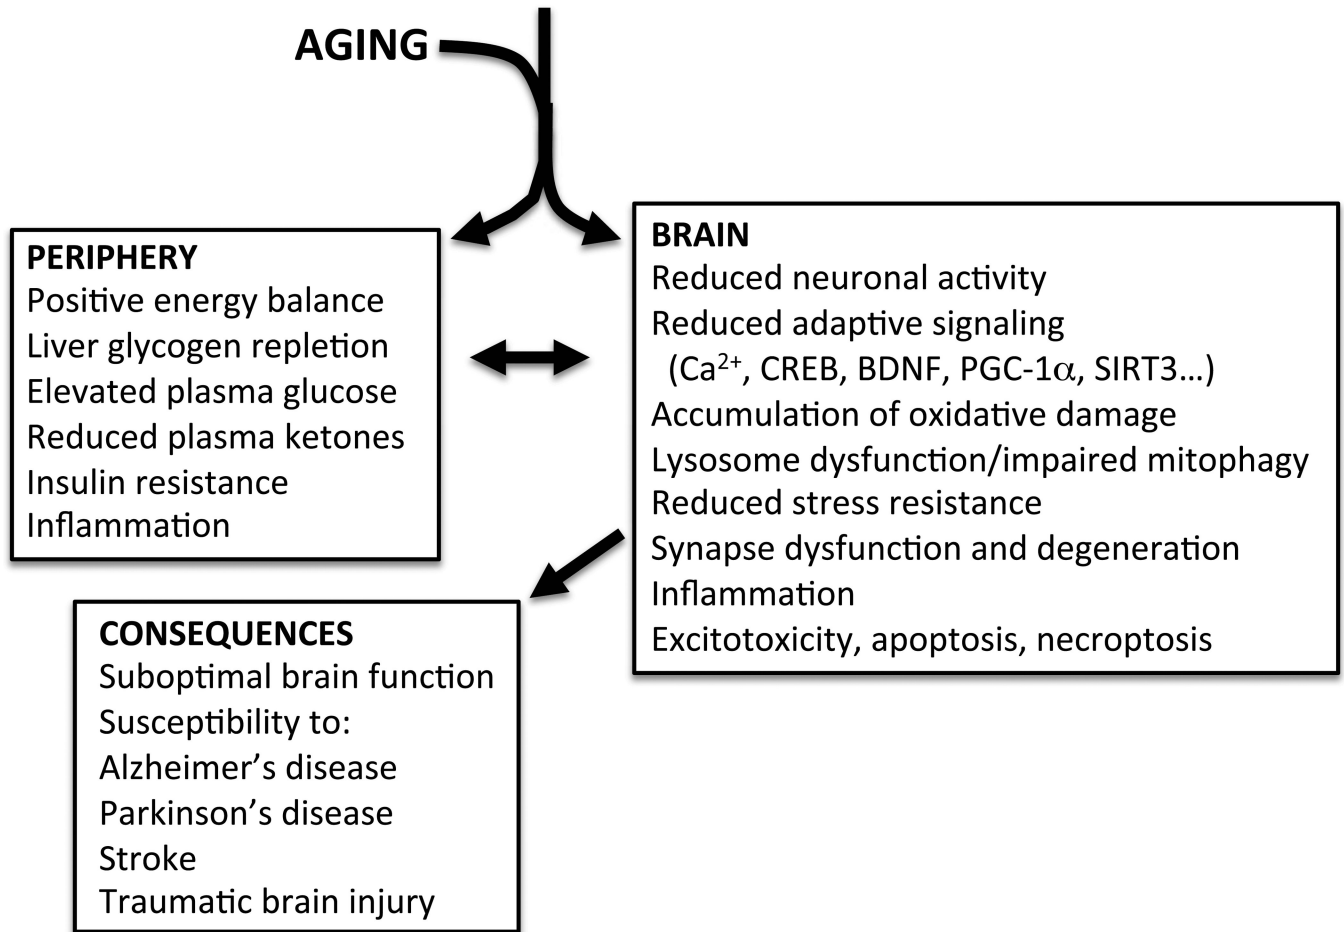 AGING
PERIPHERY
Positive energy balance
Liver glycogen repletion
Elevated plasma glucose
Reduced plasma ketones
Insulin resistance
Inflammation
BRAIN
Reduced neuronal activity
Reduced adaptive signaling
(Ca²⁺, CREB, BDNF, PGC-1α, SIRT3…)
Accumulation of oxidative damage
Lysosome dysfunction/impaired mitophagy
Reduced stress resistance
Synapse dysfunction and degeneration
Inflammation
Excitotoxicity, apoptosis, necroptosis
CONSEQUENCES
Suboptimal brain function
Susceptibility to:
Alzheimer’s disease
Parkinson’s disease
Stroke
Traumatic brain injury